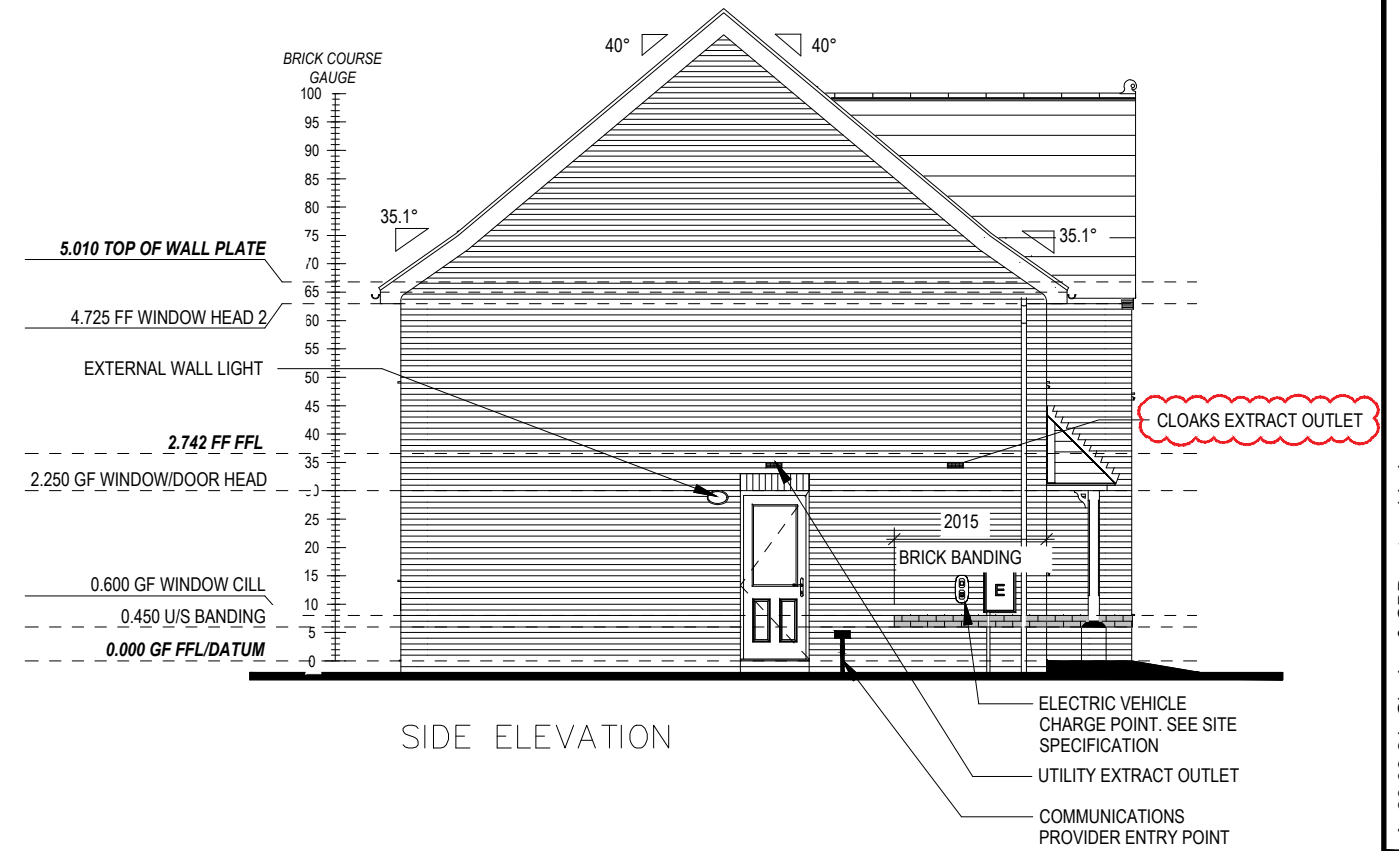 40°
40°
BRICK COURSE
GAUGE
100
95
90
85
80
75
70
65
60
55
50
45
40
35
25
20
15
10
5
0
35.1°
35.1°
5.010 TOP OF WALL PLATE
4.725 FF WINDOW HEAD 2
EXTERNAL WALL LIGHT
CLOAKS EXTRACT OUTLET
2.742 FF FFL
2.250 GF WINDOW/DOOR HEAD
2015
BRICK BANDING
E
0.600 GF WINDOW CILL
0.450 U/S BANDING
0.000 GF FFL/DATUM
SIDE ELEVATION
ELECTRIC VEHICLE
CHARGE POINT. SEE SITE
SPECIFICATION
UTILITY EXTRACT OUTLET
COMMUNICATIONS
PROVIDER ENTRY POINT